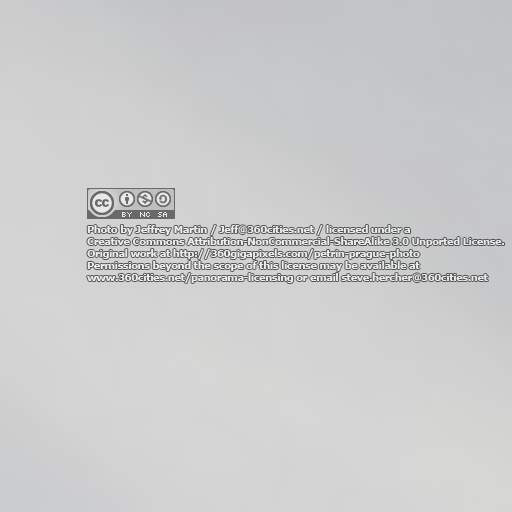 cc
BY NC SA
Photo by Jeffrey Martin / Jeff@360cities.net / licensed under a
Creative Commons Attribution-NonCommercial-ShareAlike 3.0 Unported License.
Original work at http://360gigapixels.com/petrin-prague-photo
Permissions beyond the scope of this license may be available at
www.360cities.net/panorama-licensing or email steve.hercher@360cities.net